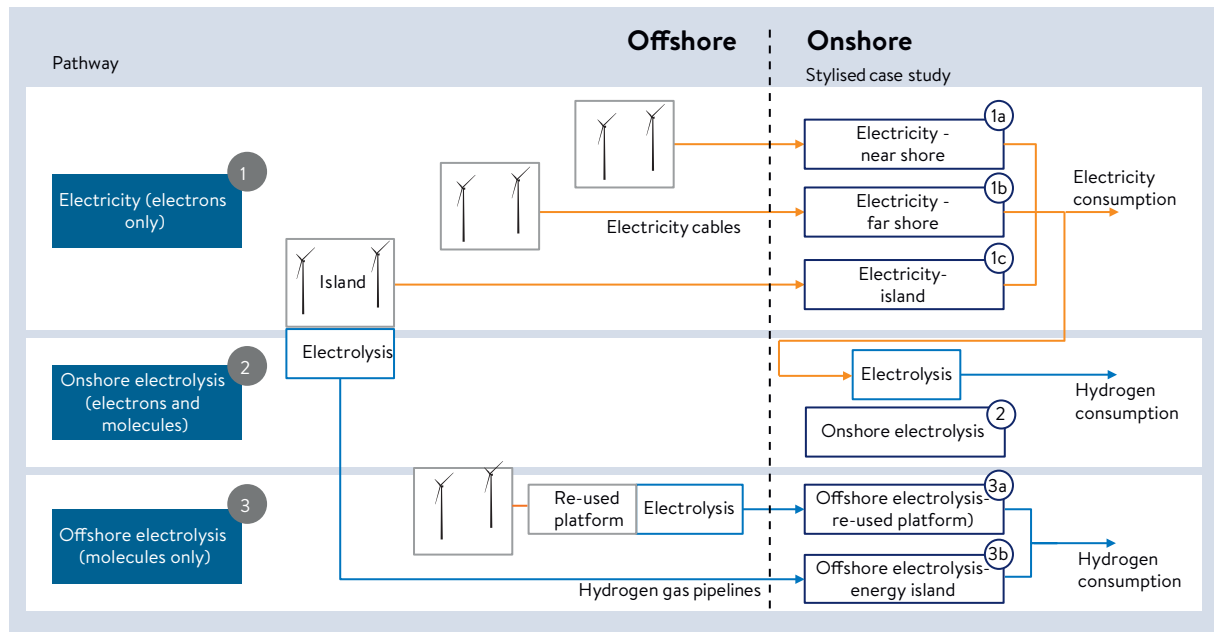 Offshore
Onshore
Pathway
Stylised case study
1
Electricity (electrons
only)
1a
Electricity -
near shore
1b
Electricity -
far shore
1c
Electricity-
island
Electricity cables
Island
Electricity
consumption
2
Onshore electrolysis
(electrons and
molecules)
Electrolysis
Electrolysis
Hydrogen
consumption
2
Onshore electrolysis
3
Offshore electrolysis
(molecules only)
Re-used
platform
Electrolysis
3a
Offshore electrolysis-
re-used platform)
3b
Offshore electrolysis-
energy island
Hydrogen gas pipelines
Hydrogen
consumption